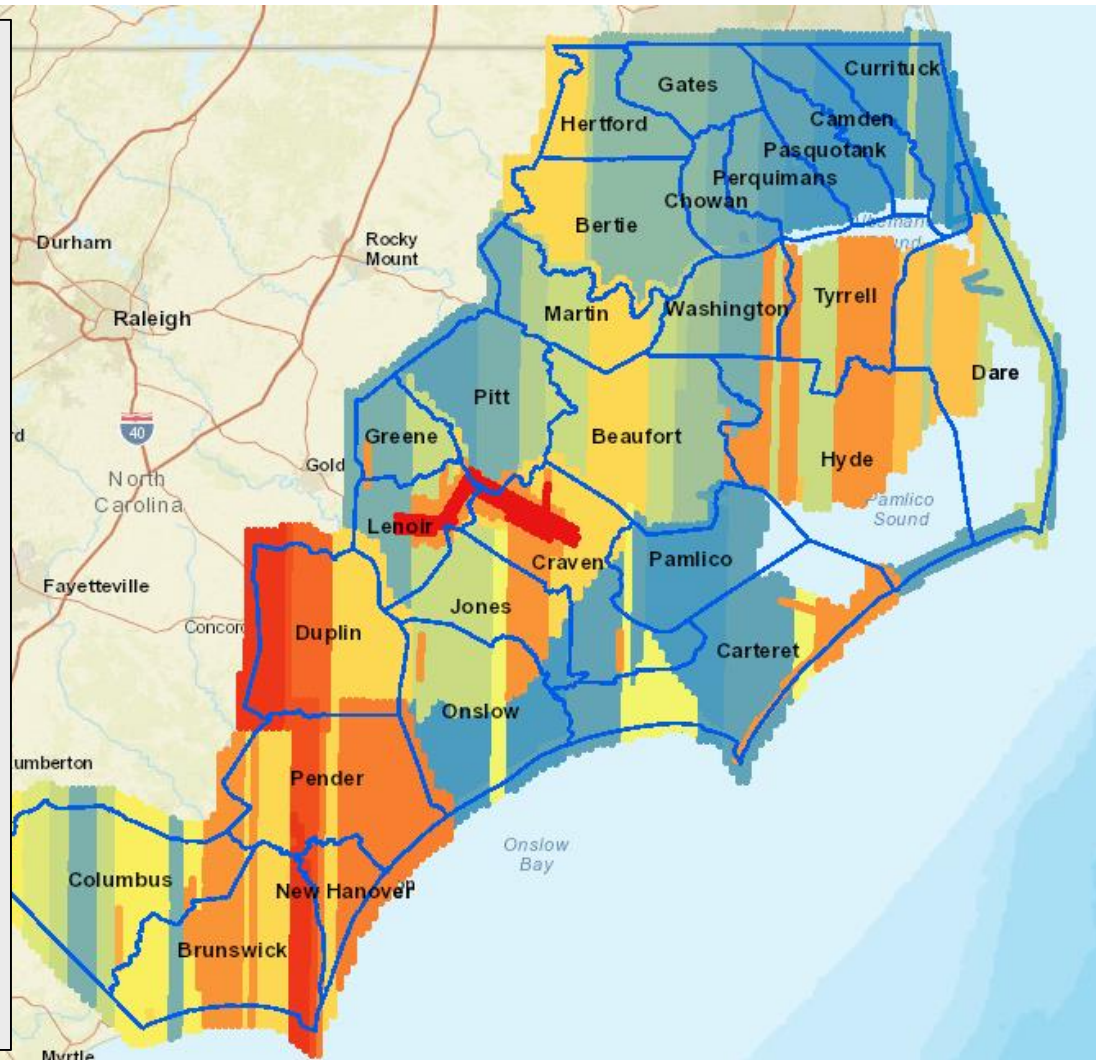 Currituck
Gates
Camden
Hertford
Pasquotank
Perquimans
Chowan
Bertie
Durham
Rocky
Mount
Raleigh
Martin
Washington
Tyrrell
Dare
Pitt
40
Greene
Beaufort
Hyde
Gold
North
Carolina
Pamlico
Sound
Lenoir
Craven
Pamlico
Fayetteville
Jones
Concord
Duplin
Carteret
Onslow
umberton
Pender
Onslow
Bay
Columbus
New Hanover
Brunswick
Myrtle